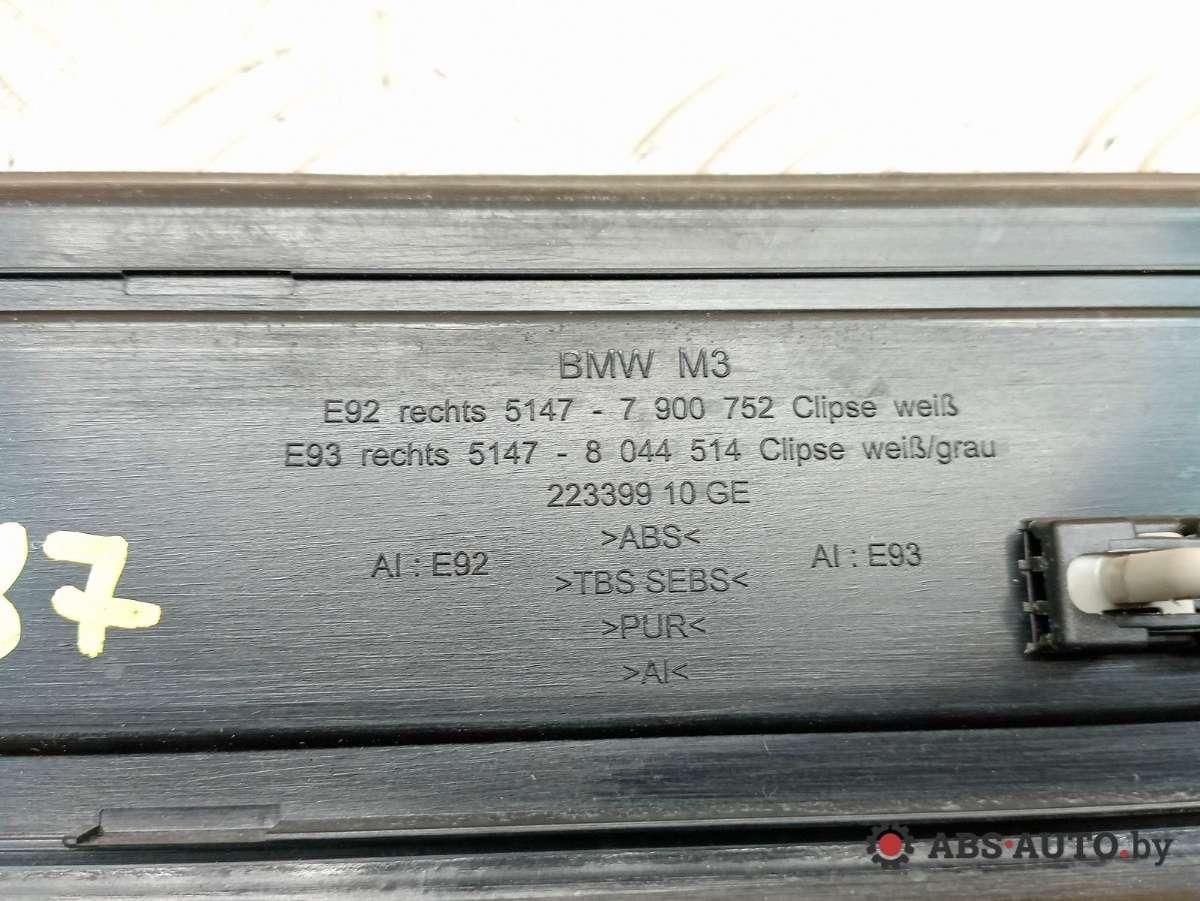 BMW M3
E92 rechts 5147 - 7 900 752 Clipse weiß
E93 rechts 5147 - 8 044 514 Clipse weiß/grau
223399 10 GE
>ABS<
AI : E92
AI : E93
>TBS SEBS<
>PUR<
>AI<
37
ABS-AUTO.by